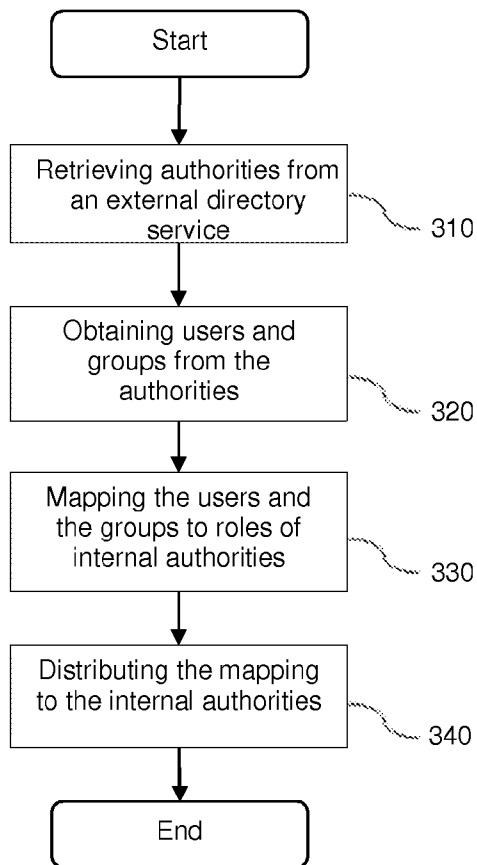 Start
Retrieving authorities from
an external directory
service
310
Obtaining users and
groups from the
authorities
320
Mapping the users and
the groups to roles of
internal authorities
330
Distributing the mapping
to the internal authorities
340
End